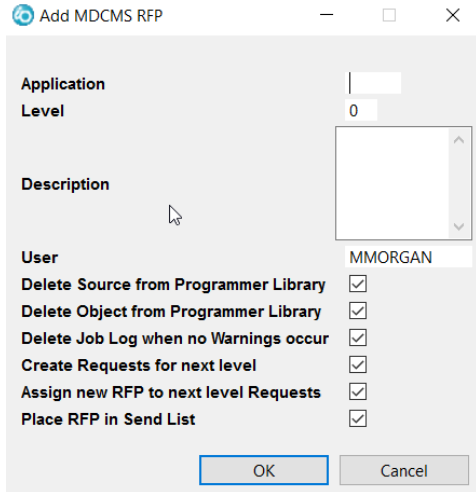 Add MDCMS RFP
Application
Level 0
Description
User MMORGAN
Delete Source from Programmer Library
Delete Object from Programmer Library
Delete Job Log when no Warnings occur
Create Requests for next level
Assign new RFP to next level Requests
Place RFP in Send List
OK Cancel